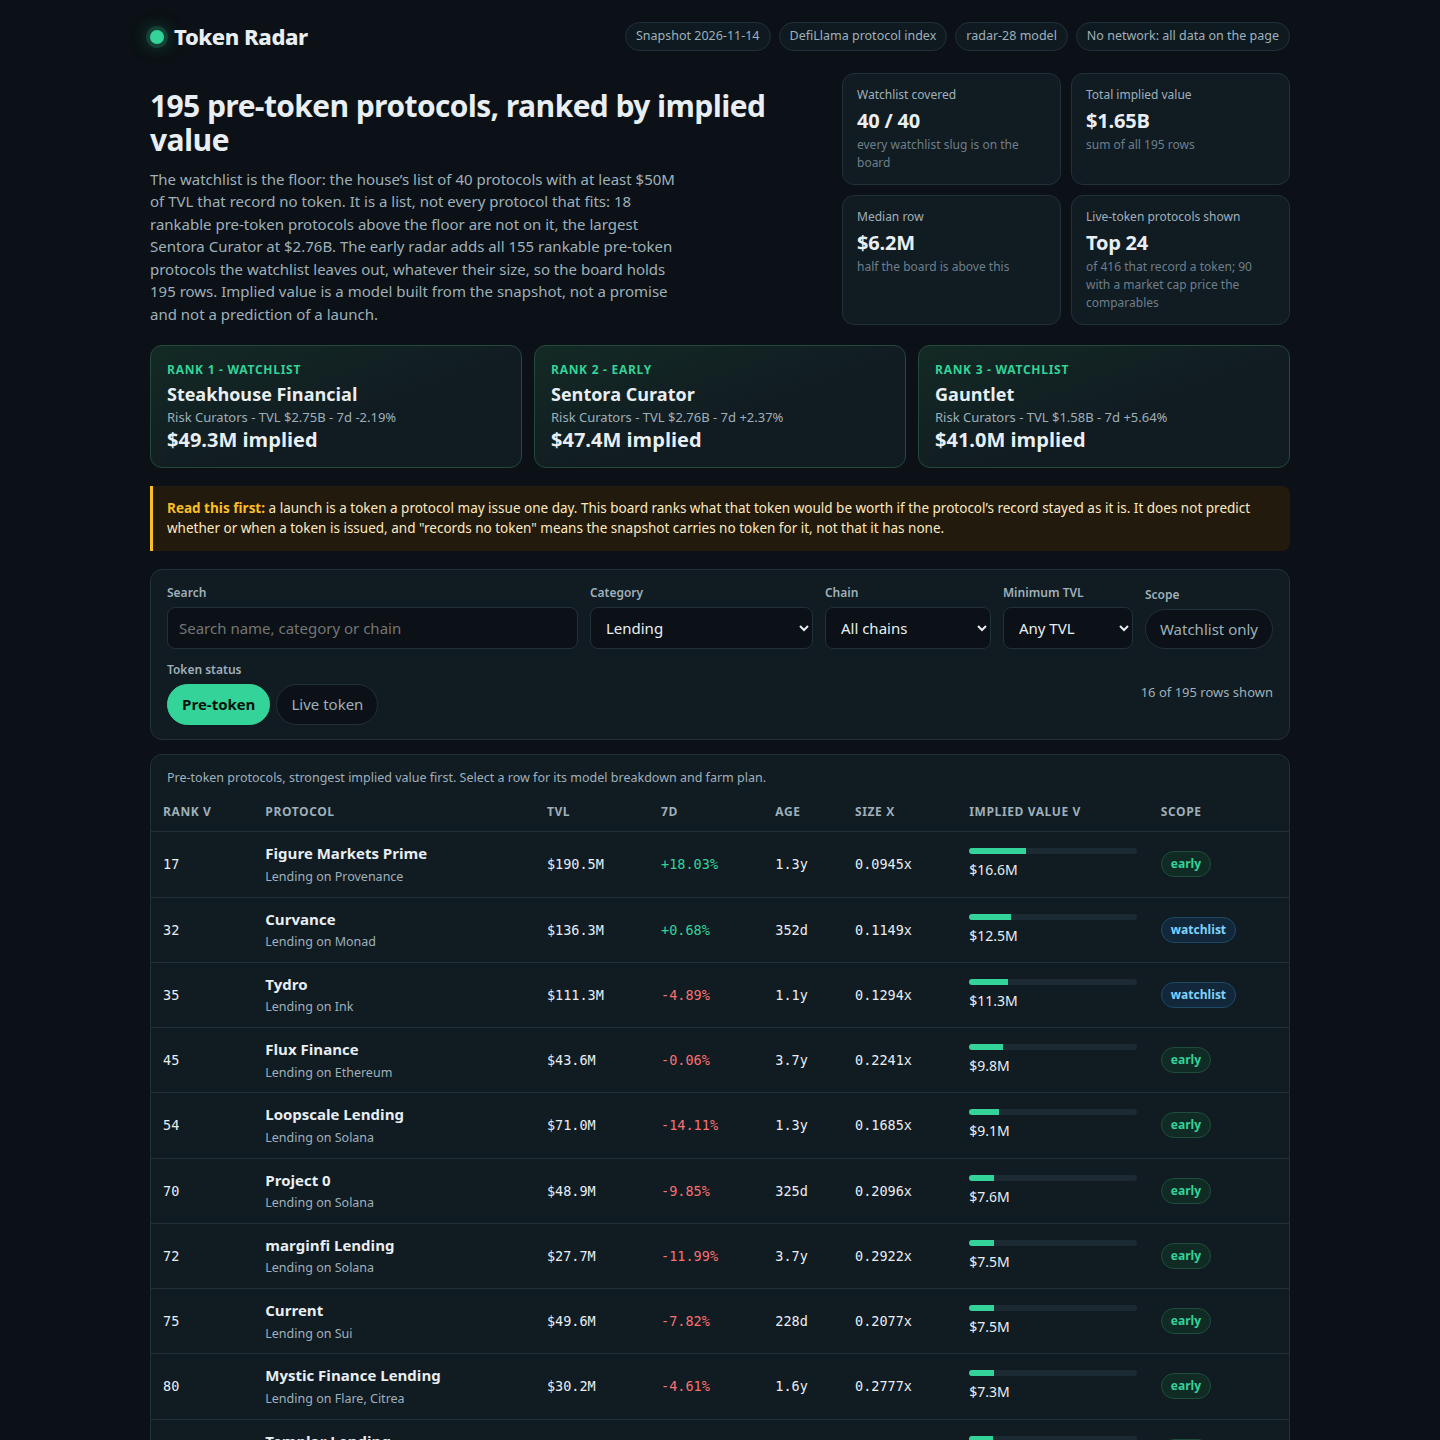 Token Radar
Snapshot 2026-11-14
DefiLlama protocol index
radar-28 model
No network: all data on the page
195 pre-token protocols, ranked by implied
value
The watchlist is the floor: the house's list of 40 protocols with at least $50M
of TVL that record no token. It is a list, not every protocol that fits: 18
rankable pre-token protocols above the floor are not on it, the largest
Sentora Curator at $2.76B. The early radar adds all 155 rankable pre-token
protocols the watchlist leaves out, whatever their size, so the board holds
195 rows. Implied value is a model built from the snapshot, not a promise
and not a prediction of a launch.
Watchlist covered
40 / 40
every watchlist slug is on the
board
Total implied value
$1.65B
sum of all 195 rows
Median row
$6.2M
half the board is above this
Live-token protocols shown
Top 24
of 416 that record a token; 90
with a market cap price the
comparables
RANK 1 - WATCHLIST
Steakhouse Financial
Risk Curators - TVL $2.75B - 7d -2.19%
$49.3M implied
RANK 2 - EARLY
Sentora Curator
Risk Curators - TVL $2.76B - 7d +2.37%
$47.4M implied
RANK 3 - WATCHLIST
Gauntlet
Risk Curators - TVL $1.58B - 7d +5.64%
$41.0M implied
Read this first: a launch is a token a protocol may issue one day. This board ranks what that token would be worth if the protocol's record stayed as it is. It does not predict
whether or when a token is issued, and "records no token" means the snapshot carries no token for it, not that it has none.
Search
Search name, category or chain
Category
Lending
Chain
All chains
Minimum TVL
Any TVL
Scope
Watchlist only
Token status
Pre-token
Live token
16 of 195 rows shown
Pre-token protocols, strongest implied value first. Select a row for its model breakdown and farm plan.
RANK V PROTOCOL TVL 7D AGE SIZE X IMPLIED VALUE V SCOPE
17 Figure Markets Prime $190.5M +18.03% 1.3y 0.0945x $16.6M early
Lending on Provenance
32 Curvance $136.3M +0.68% 352d 0.1149x $12.5M watchlist
Lending on Monad
35 Tydro $111.3M -4.89% 1.1y 0.1294x $11.3M watchlist
Lending on Ink
45 Flux Finance $43.6M -0.06% 3.7y 0.2241x $9.8M early
Lending on Ethereum
54 Loopscale Lending $71.0M -14.11% 1.3y 0.1685x $9.1M early
Lending on Solana
70 Project 0 $48.9M -9.85% 325d 0.2096x $7.6M early
Lending on Solana
72 marginfi Lending $27.7M -11.99% 3.7y 0.2922x $7.5M early
Lending on Solana
75 Current $49.6M -7.82% 228d 0.2077x $7.5M early
Lending on Sui
80 Mystic Finance Lending $30.2M -4.61% 1.6y 0.2777x $7.3M early
Lending on Flare, Citrea